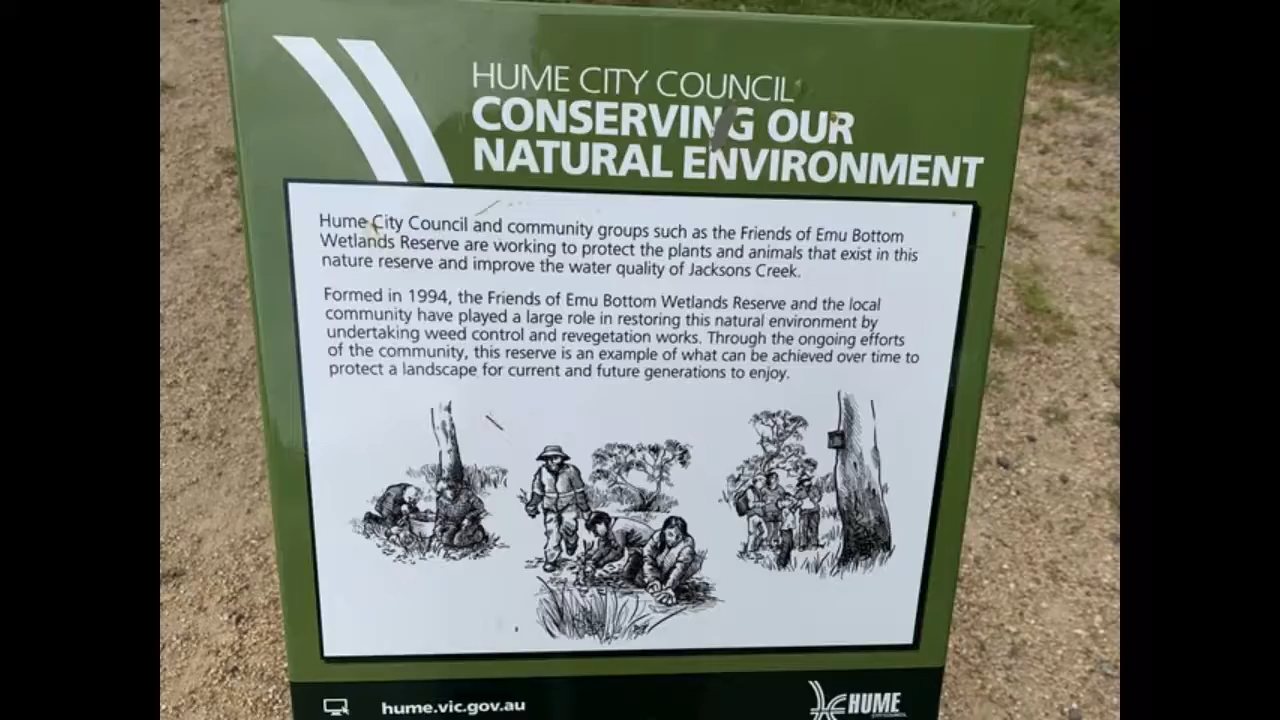 HUME CITY COUNCIL
CONSERVING OUR
NATURAL ENVIRONMENT
Hume City Council and community groups such as the Friends of Emu Bottom
Wetlands Reserve are working to protect the plants and animals that exist in this
nature reserve and improve the water quality of Jacksons Creek.
Formed in 1994, the Friends of Emu Bottom Wetlands Reserve and the local
community have played a large role in restoring this natural environment by
undertaking weed control and revegetation works. Through the ongoing efforts
of the community, this reserve is an example of what can be achieved over time to
protect a landscape for current and future generations to enjoy.
hume.vic.gov.au
HUME
CITY COUNCIL